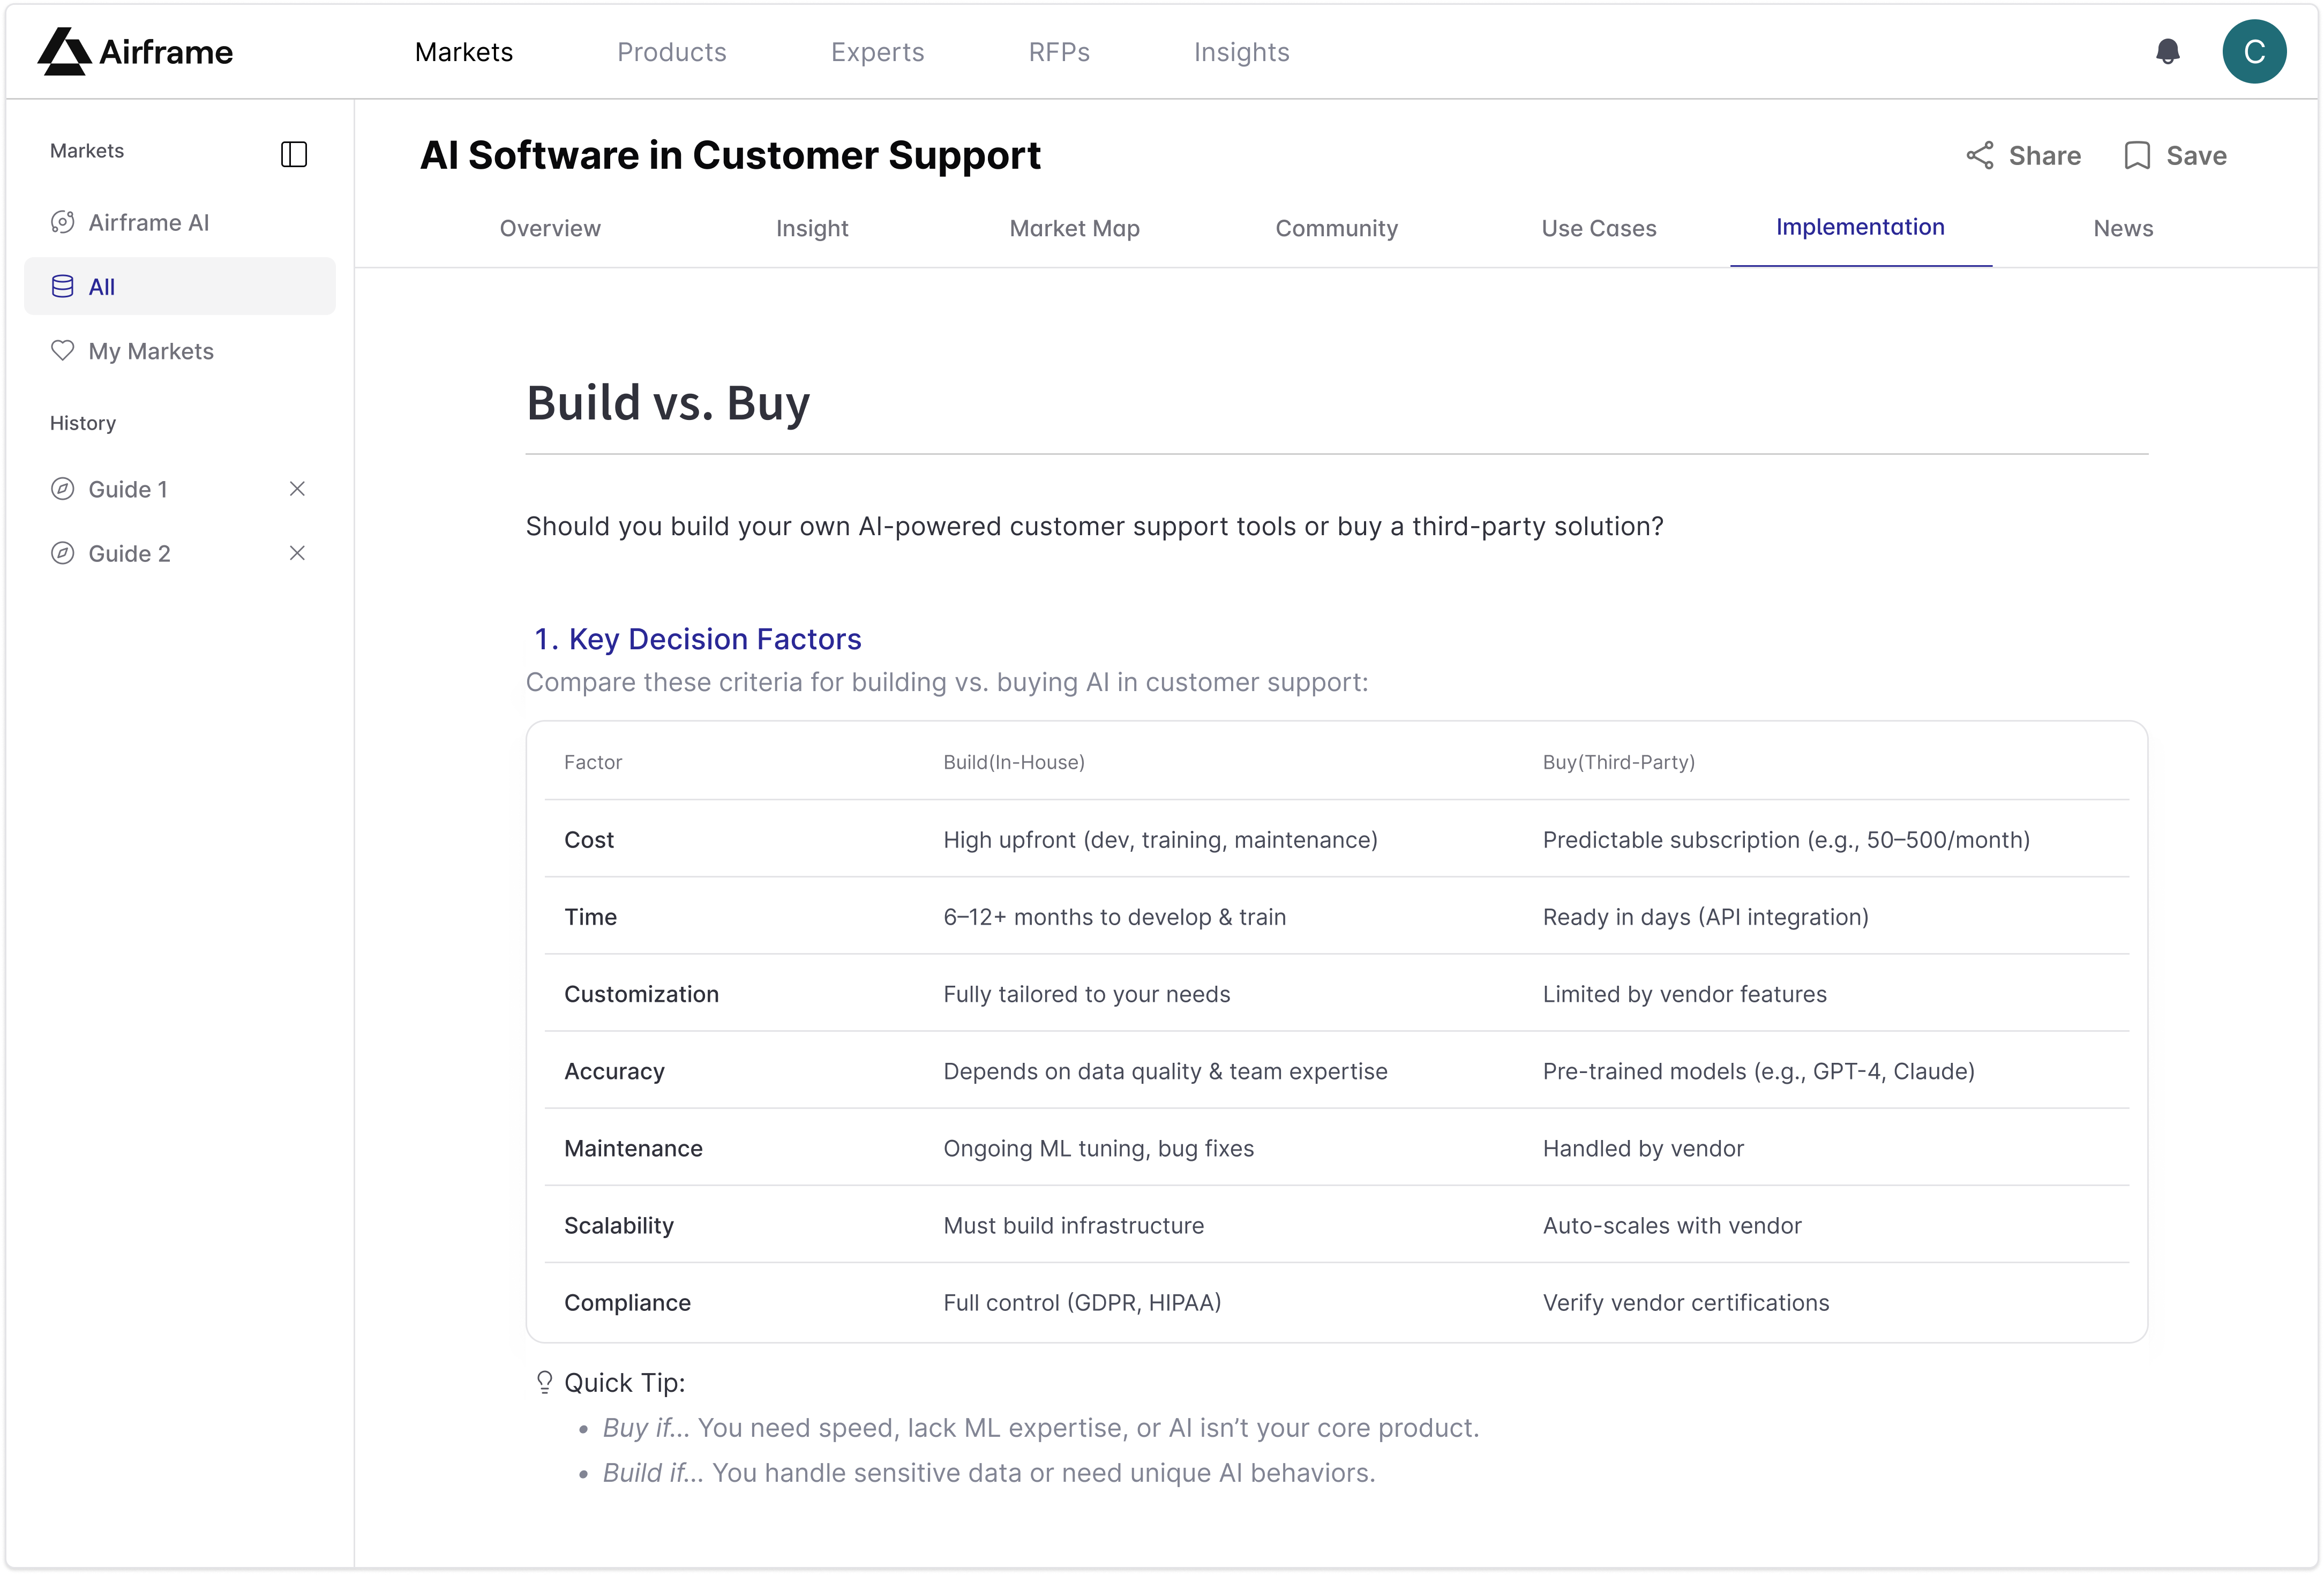 Airframe
Markets Products Experts RFPs Insights
C
Markets
Airframe AI
All
My Markets
History
Guide 1
Guide 2
AI Software in Customer Support
Share Save
Overview Insight Market Map Community Use Cases Implementation News
Build vs. Buy
Should you build your own AI-powered customer support tools or buy a third-party solution?
1. Key Decision Factors
Compare these criteria for building vs. buying AI in customer support:
Factor Build(In-House) Buy(Third-Party)
Cost High upfront (dev, training, maintenance) Predictable subscription (e.g., 50–500/month)
Time 6–12+ months to develop & train Ready in days (API integration)
Customization Fully tailored to your needs Limited by vendor features
Accuracy Depends on data quality & team expertise Pre-trained models (e.g., GPT-4, Claude)
Maintenance Ongoing ML tuning, bug fixes Handled by vendor
Scalability Must build infrastructure Auto-scales with vendor
Compliance Full control (GDPR, HIPAA) Verify vendor certifications
Quick Tip:
• Buy if... You need speed, lack ML expertise, or AI isn’t your core product.
• Build if... You handle sensitive data or need unique AI behaviors.